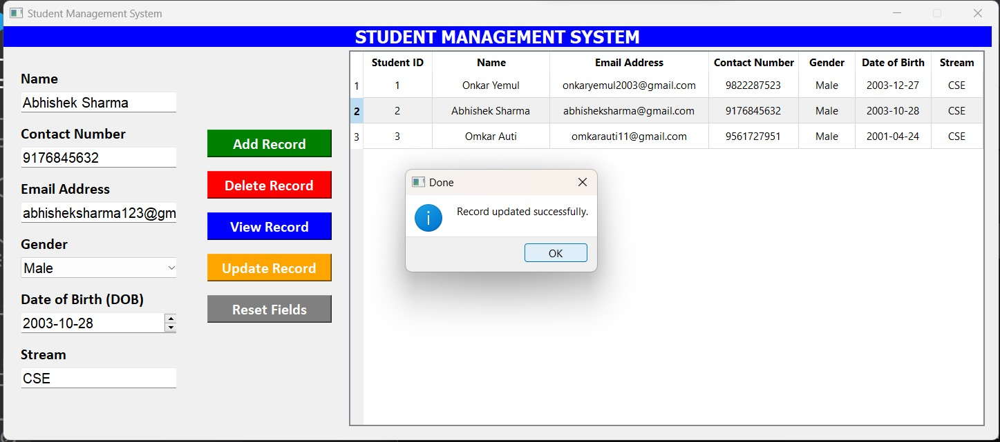 Student Management System
STUDENT MANAGEMENT SYSTEM
Name
Abhishek Sharma
Contact Number
9176845632
Email Address
abhisheksharma123@gm
Gender
Male
Date of Birth (DOB)
2003-10-28
Stream
CSE
Add Record
Delete Record
View Record
Update Record
Reset Fields
Student ID Name Email Address Contact Number Gender Date of Birth Stream
1 1 Onkar Yemul onkaryemul2003@gmail.com 9822287523 Male 2003-12-27 CSE
2 2 Abhishek Sharma abhisheksharma@gmail.com 9176845632 Male 2003-10-28 CSE
3 3 Omkar Auti omkarauti11@gmail.com 9561727951 Male 2001-04-24 CSE
Done
Record updated successfully.
OK